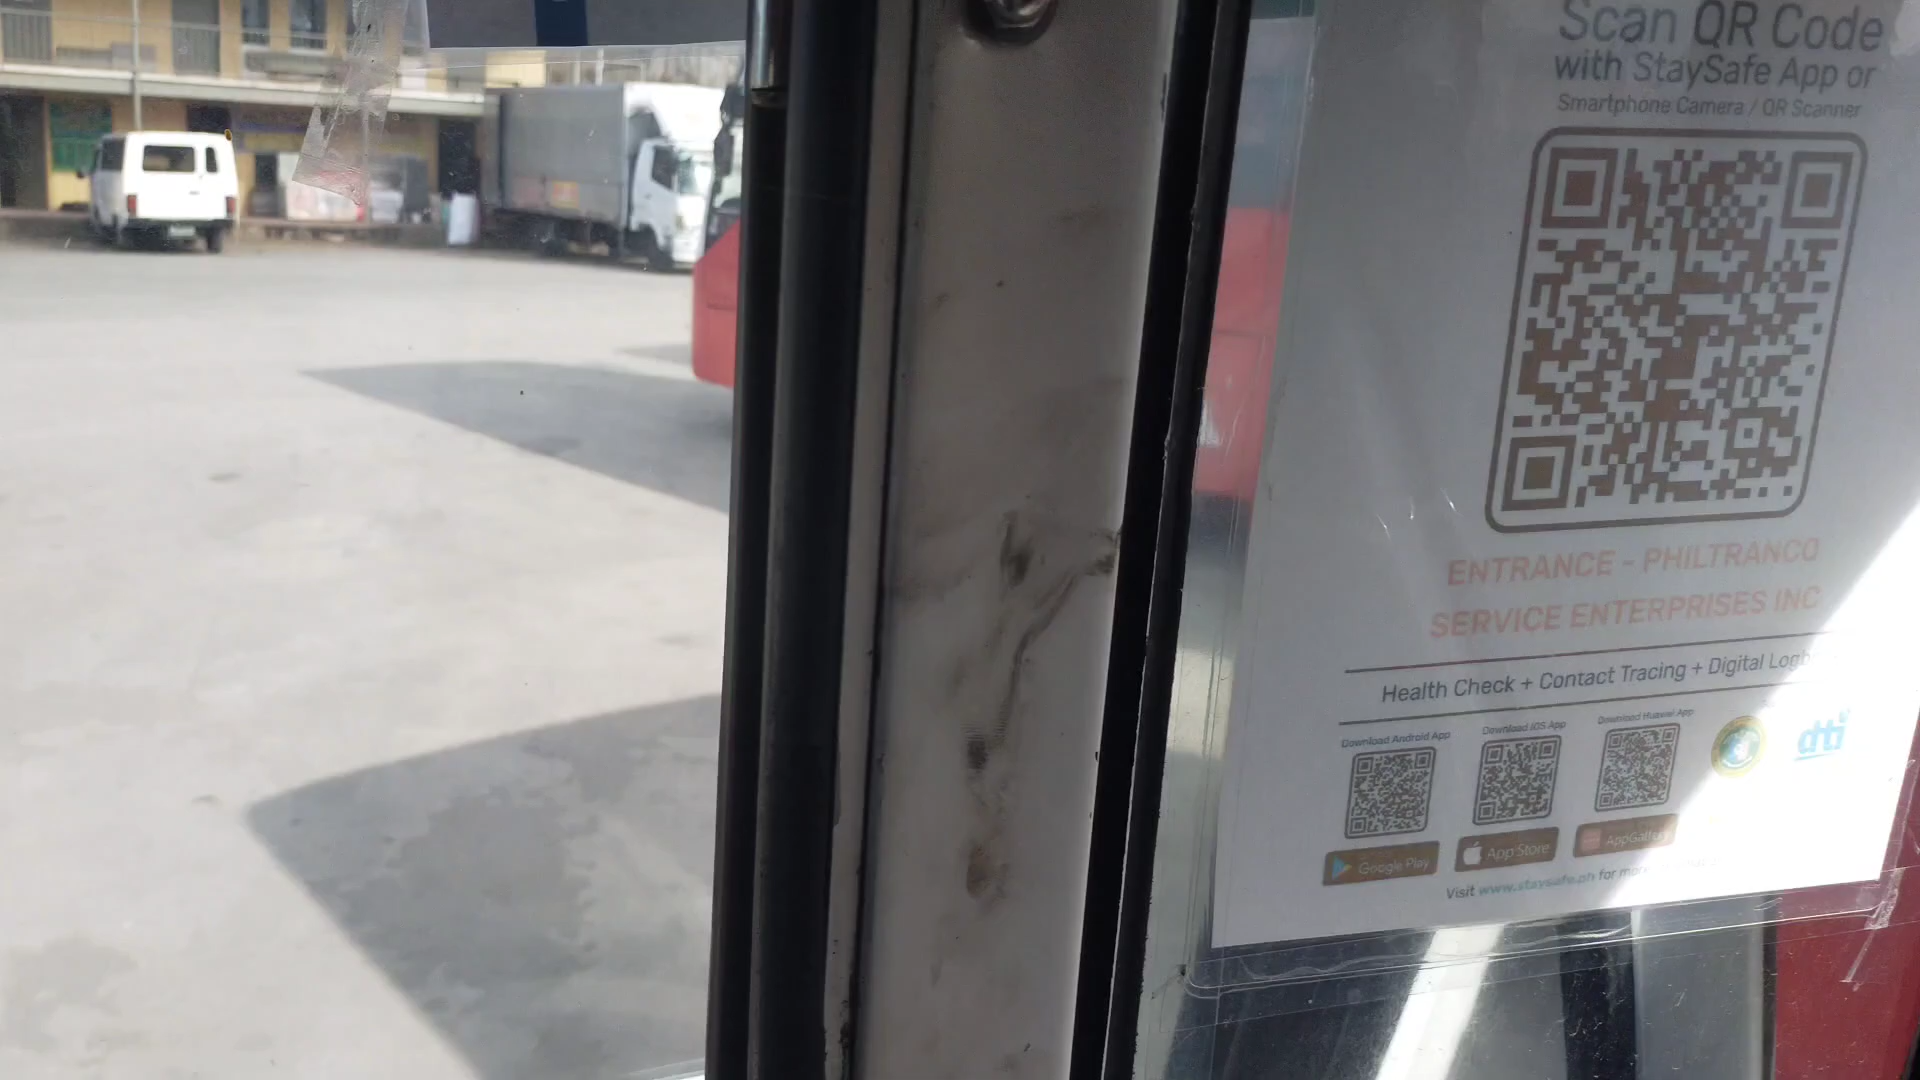 Scan QR Code
with StaySafe App or
Smartphone Camera / QR Scanner
ENTRANCE - PHILTRANCO
SERVICE ENTERPRISES INC
Health Check + Contact Tracing + Digital
Download Android App
Download iOS App
Download Huawei App
dti
Google Play
App Store
AppGallery
Visit www.staysafe.ph for more